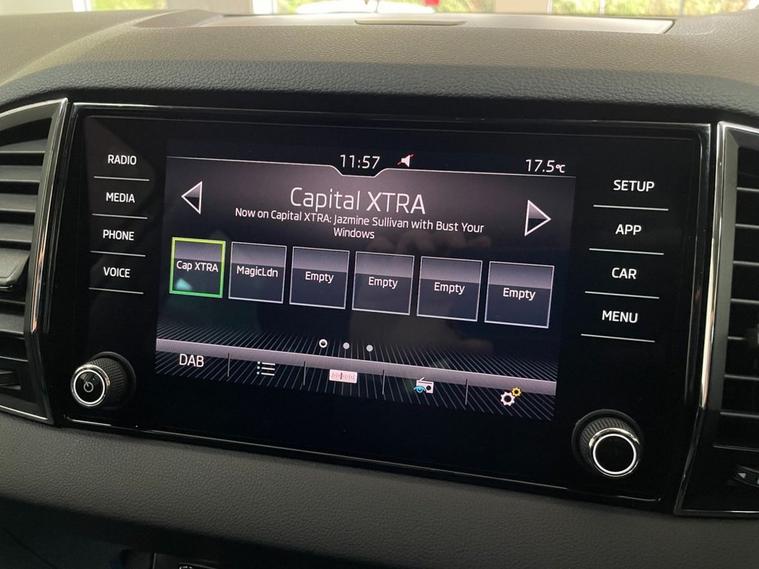 RADIO
MEDIA
PHONE
VOICE
11:57
17.5°C
Capital XTRA
Now on Capital XTRA: Jazmine Sullivan with Bust Your
Windows
Cap XTRA
MagicLdn
Empty
Empty
Empty
Empty
DAB
SETUP
APP
CAR
MENU